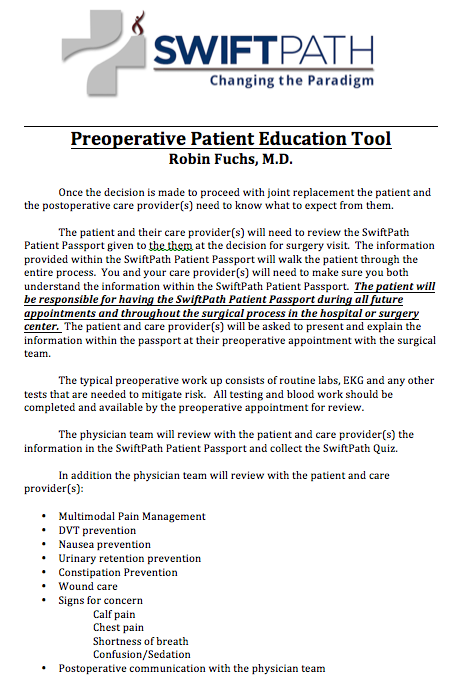 SWIFTPATH
Changing the Paradigm
Preoperative Patient Education Tool
Robin Fuchs, M.D.
Once the decision is made to proceed with joint replacement the patient and
the postoperative care provider(s) need to know what to expect from them.
The patient and their care provider(s) will need to review the SwiftPath
Patient Passport given to the them at the decision for surgery visit. The information
provided within the SwiftPath Patient Passport will walk the patient through the
entire process. You and your care provider(s) will need to make sure you both
understand the information within the SwiftPath Patient Passport. The patient will
be responsible for having the SwiftPath Patient Passport during all future
appointments and throughout the surgical process in the hospital or surgery
center. The patient and care provider(s) will be asked to present and explain the
information within the passport at their preoperative appointment with the surgical
team.
The typical preoperative work up consists of routine labs, EKG and any other
tests that are needed to mitigate risk. All testing and blood work should be
completed and available by the preoperative appointment for review.
The physician team will review with the patient and care provider(s) the
information in the SwiftPath Patient Passport and collect the SwiftPath Quiz.
In addition the physician team will review with the patient and care
provider(s):
• Multimodal Pain Management
• DVT prevention
• Nausea prevention
• Urinary retention prevention
• Constipation Prevention
• Wound care
• Signs for concern
Calf pain
Chest pain
Shortness of breath
Confusion/Sedation
• Postoperative communication with the physician team